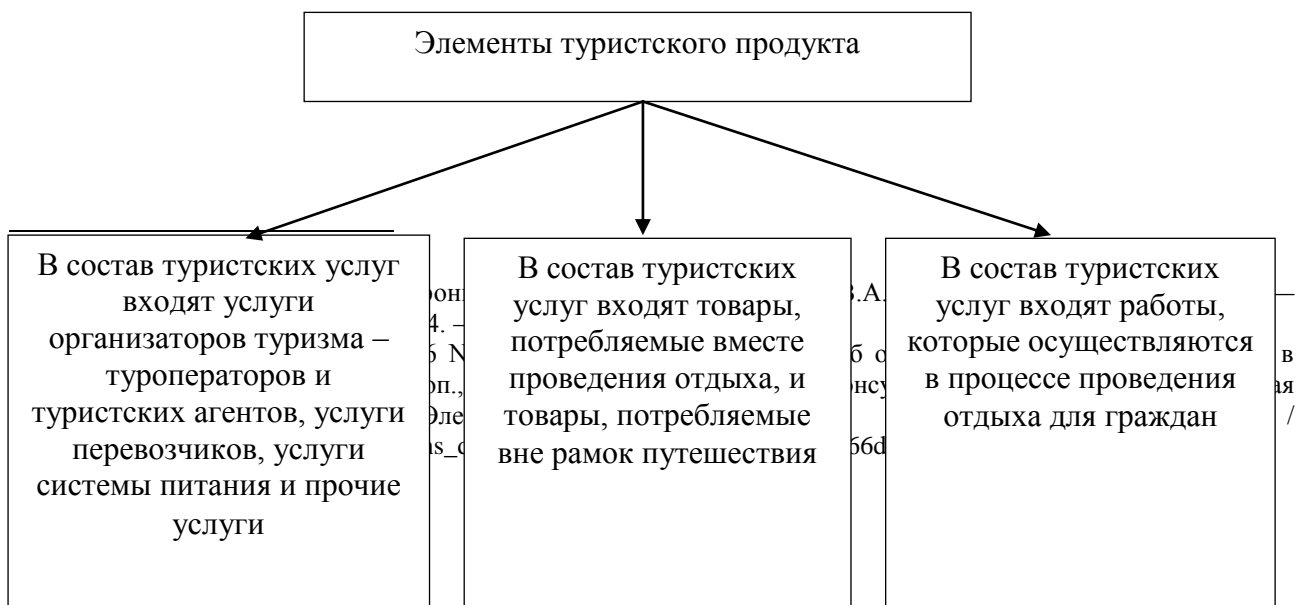 Элементы туристского продукта
В состав туристских услуг
входят услуги
организаторов туризма –
туроператоров и
туристских агентов, услуги
перевозчиков, услуги
системы питания и прочие
услуги
В состав туристских
услуг входят товары,
потребляемые вместе
проведения отдыха, и
товары, потребляемые
вне рамок путешествия
В состав туристских
услуг входят работы,
которые осуществляются
в процессе проведения
отдыха для граждан